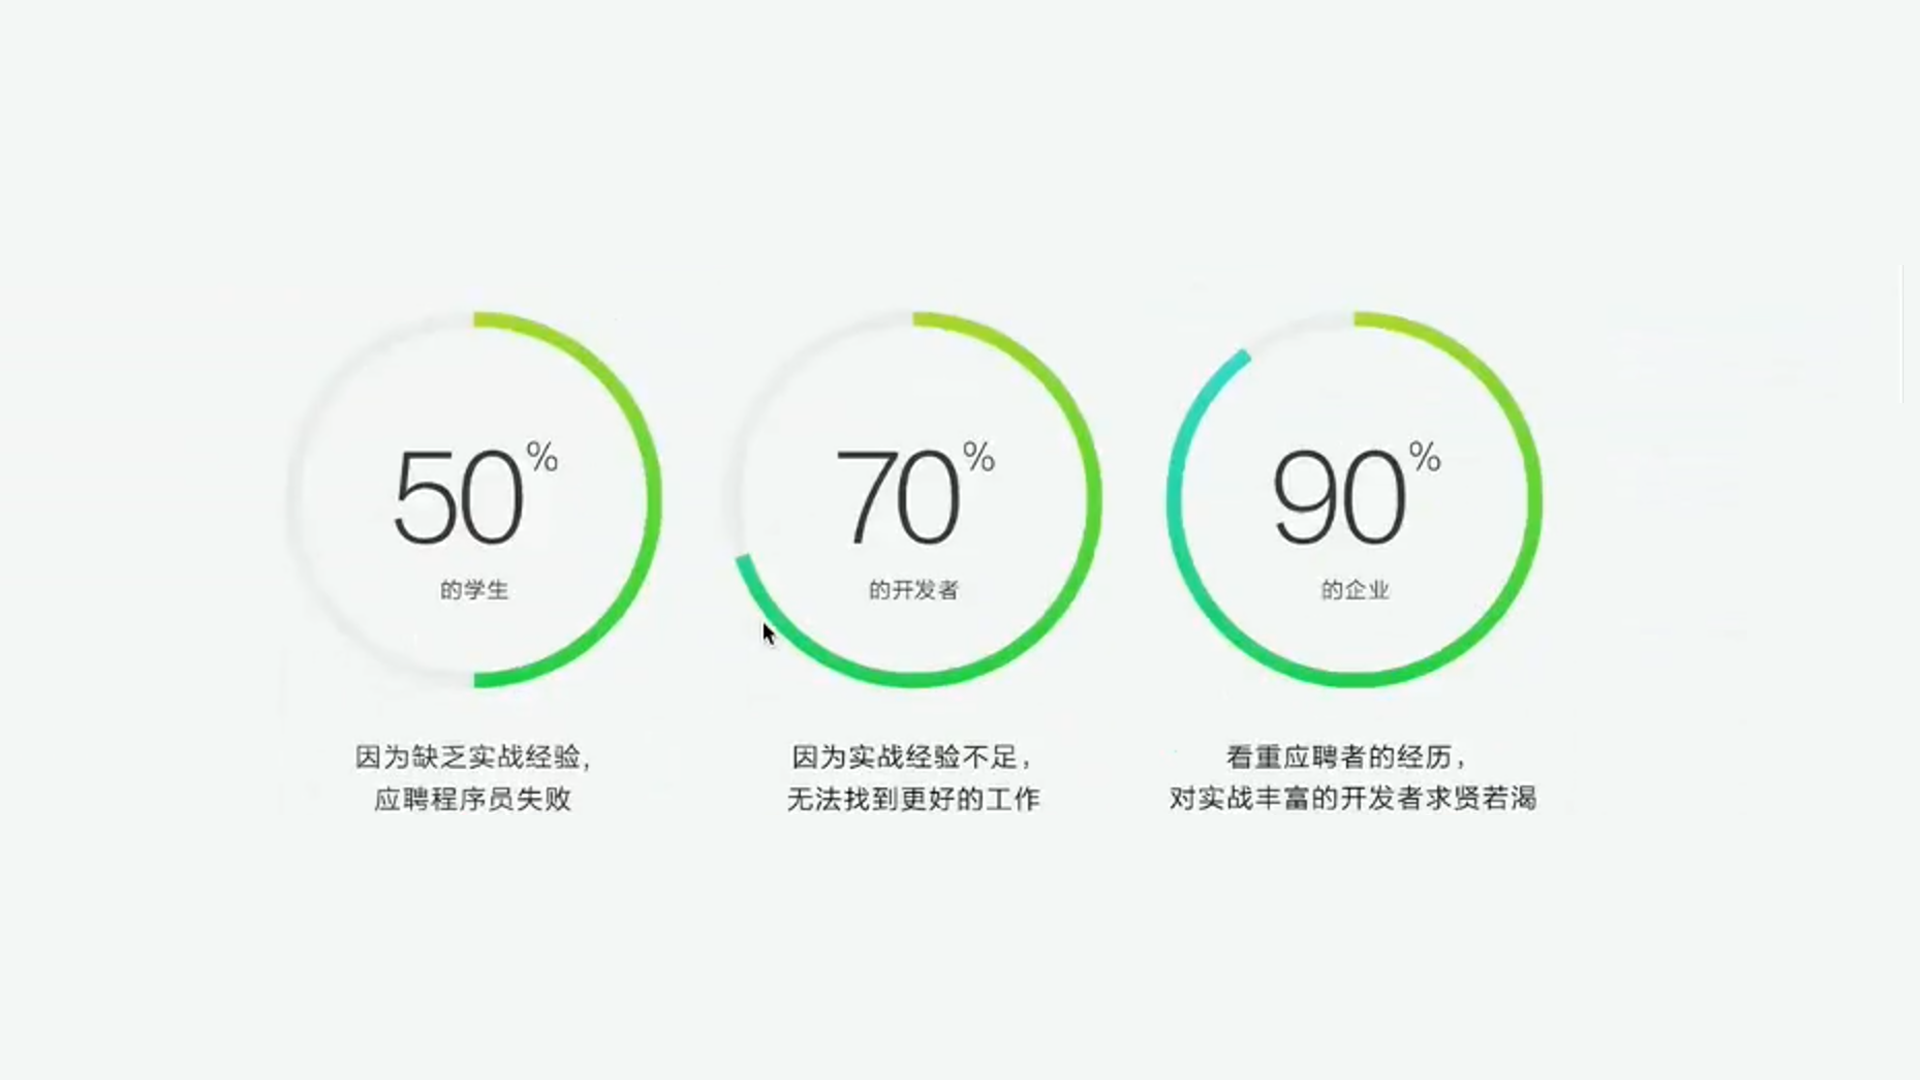 50%
的学生
因为缺乏实战经验，
应聘程序员失败
70%
的开发者
因为实战经验不足，
无法找到更好的工作
90%
的企业
看重应聘者的经历，
对实战丰富的开发者求贤若渴